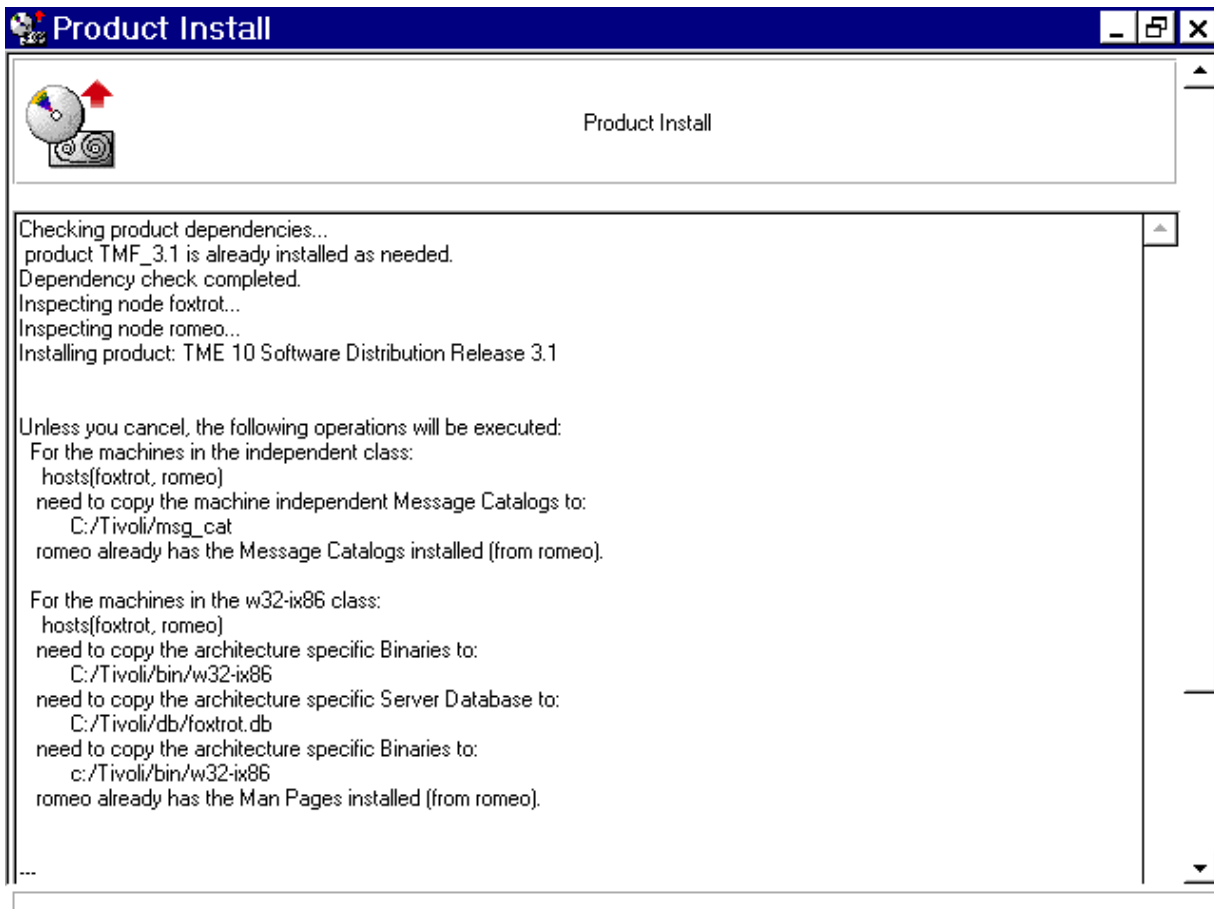 Product Install
Product Install
Checking product dependencies...
product TMF_3.1 is already installed as needed.
Dependency check completed.
Inspecting node foxtrot...
Inspecting node romeo...
Installing product: TME 10 Software Distribution Release 3.1
Unless you cancel, the following operations will be executed:
For the machines in the independent class:
hosts(foxtrot, romeo)
need to copy the machine independent Message Catalogs to:
C:/Tivoli/msg_cat
romeo already has the Message Catalogs installed (from romeo).
For the machines in the w32-ix86 class:
hosts(foxtrot, romeo)
need to copy the architecture specific Binaries to:
C:/Tivoli/bin/w32-ix86
need to copy the architecture specific Server Database to:
C:/Tivoli/db/foxtrot.db
need to copy the architecture specific Binaries to:
c:/Tivoli/bin/w32-ix86
romeo already has the Man Pages installed (from romeo).
---